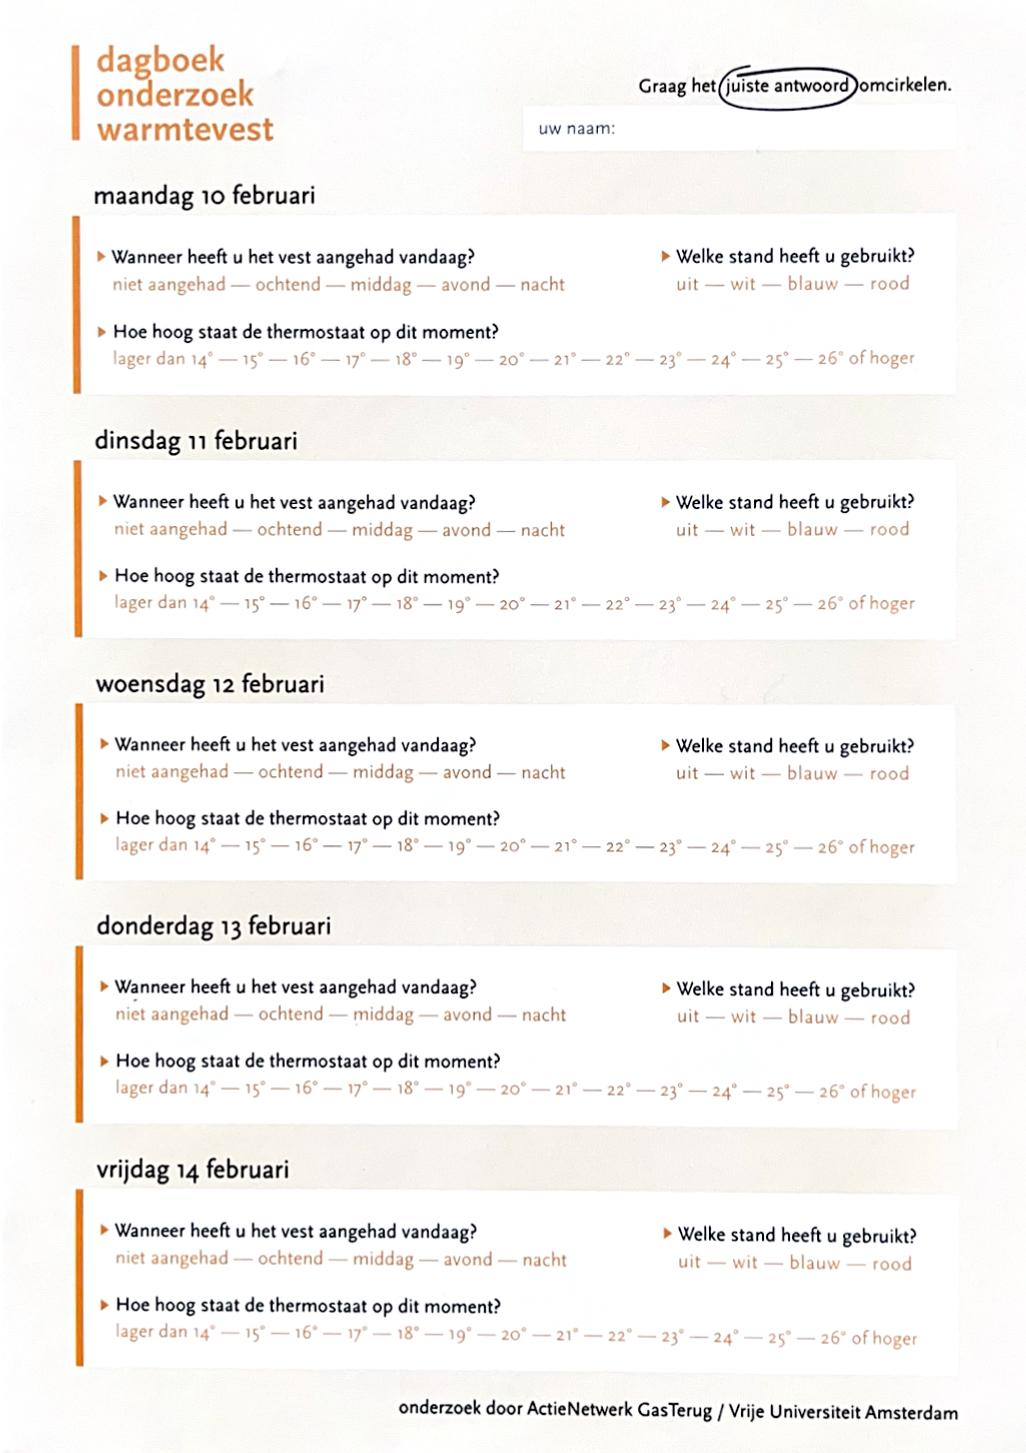 dagboek
onderzoek
warmtevest
Graag het juiste antwoord omcirkelen.
uw naam:
maandag 10 februari
Wanneer heeft u het vest aangehad vandaag?
niet aangehad — ochtend — middag — avond — nacht
Welke stand heeft u gebruikt?
uit — wit — blauw — rood
Hoe hoog staat de thermostaat op dit moment?
lager dan 14° — 15° — 16° — 17° — 18° — 19° — 20° — 21° — 22° — 23° — 24° — 25° — 26° of hoger
dinsdag 11 februari
Wanneer heeft u het vest aangehad vandaag?
niet aangehad — ochtend — middag — avond — nacht
Welke stand heeft u gebruikt?
uit — wit — blauw — rood
Hoe hoog staat de thermostaat op dit moment?
lager dan 14° — 15° — 16° — 17° — 18° — 19° — 20° — 21° — 22° — 23° — 24° — 25° — 26° of hoger
woensdag 12 februari
Wanneer heeft u het vest aangehad vandaag?
niet aangehad — ochtend — middag — avond — nacht
Welke stand heeft u gebruikt?
uit — wit — blauw — rood
Hoe hoog staat de thermostaat op dit moment?
lager dan 14° — 15° — 16° — 17° — 18° — 19° — 20° — 21° — 22° — 23° — 24° — 25° — 26° of hoger
donderdag 13 februari
Wanneer heeft u het vest aangehad vandaag?
niet aangehad — ochtend — middag — avond — nacht
Welke stand heeft u gebruikt?
uit — wit — blauw — rood
Hoe hoog staat de thermostaat op dit moment?
lager dan 14° — 15° — 16° — 17° — 18° — 19° — 20° — 21° — 22° — 23° — 24° — 25° — 26° of hoger
vrijdag 14 februari
Wanneer heeft u het vest aangehad vandaag?
niet aangehad — ochtend — middag — avond — nacht
Welke stand heeft u gebruikt?
uit — wit — blauw — rood
Hoe hoog staat de thermostaat op dit moment?
lager dan 14° — 15° — 16° — 17° — 18° — 19° — 20° — 21° — 22° — 23° — 24° — 25° — 26° of hoger
onderzoek door ActieNetwerk GasTerug / Vrije Universiteit Amsterdam